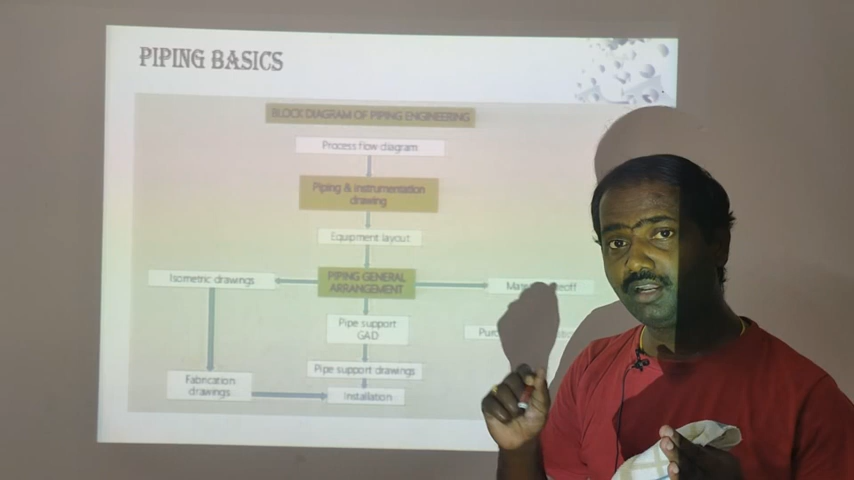 PIPING BASICS
BLOCK DIAGRAM OF PIPING ENGINEERING
Process flow diagram
Piping & instrumentation
drawing
Equipment layout
Isometric drawings
PIPING GENERAL
ARRANGEMENT
Pipe support
GAD
Pipe support drawings
Fabrication
drawings
Installation